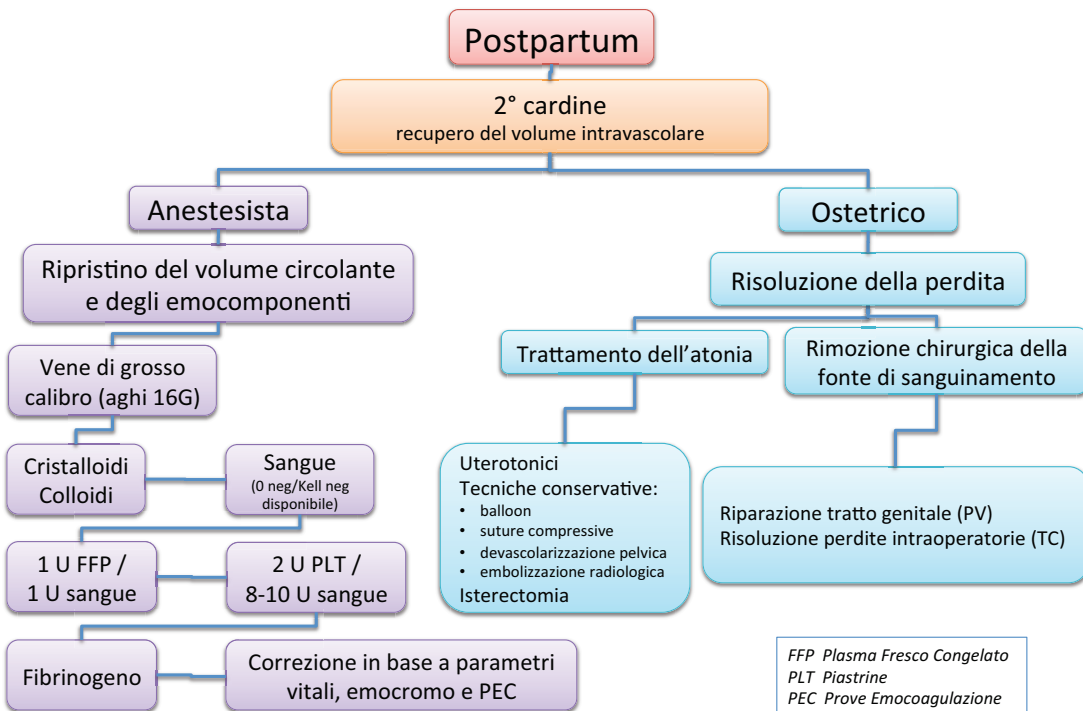 Postpartum
2° cardine
recupero del volume intravascolare
Anestesista
Ripristino del volume circolante
e degli emocomponenti
Vene di grosso
calibro (aghi 16G)
Cristalloidi
Colloidi
Sangue
(0 neg/Kell neg
disponibile)
1 U FFP /
1 U sangue
2 U PLT /
8-10 U sangue
Fibrinogeno
Correzione in base a parametri
vitali, emocromo e PEC
Ostetrico
Risoluzione della perdita
Trattamento dell'atonia
Uterotonici
Tecniche conservative:
• balloon
• suture compressive
• devascolarizzazione pelvica
• embolizzazione radiologica
Isterectomia
Rimozione chirurgica della
fonte di sanguinamento
Riparazione tratto genitale (PV)
Risoluzione perdite intraoperatorie (TC)
FFP Plasma Fresco Congelato
PLT Piastrine
PEC Prove Emocoagulazione